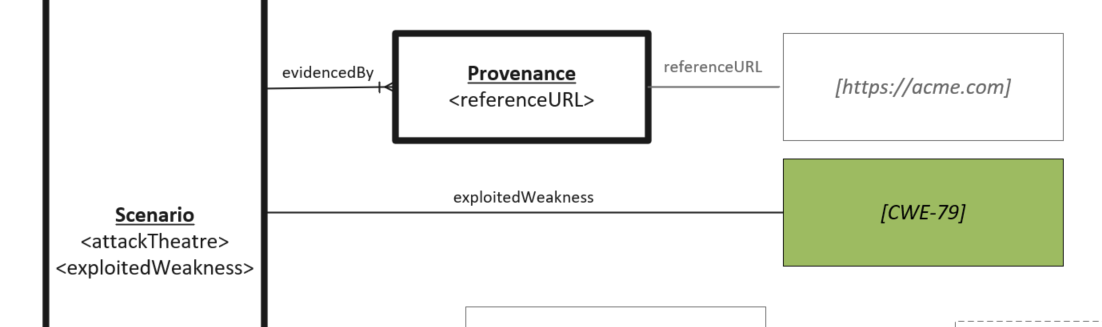 evidencedBy
Provenance
<referenceURL>
referenceURL
[https://acme.com]
exploitedWeakness
[CWE-79]
Scenario
<attackTheatre>
<exploitedWeakness>